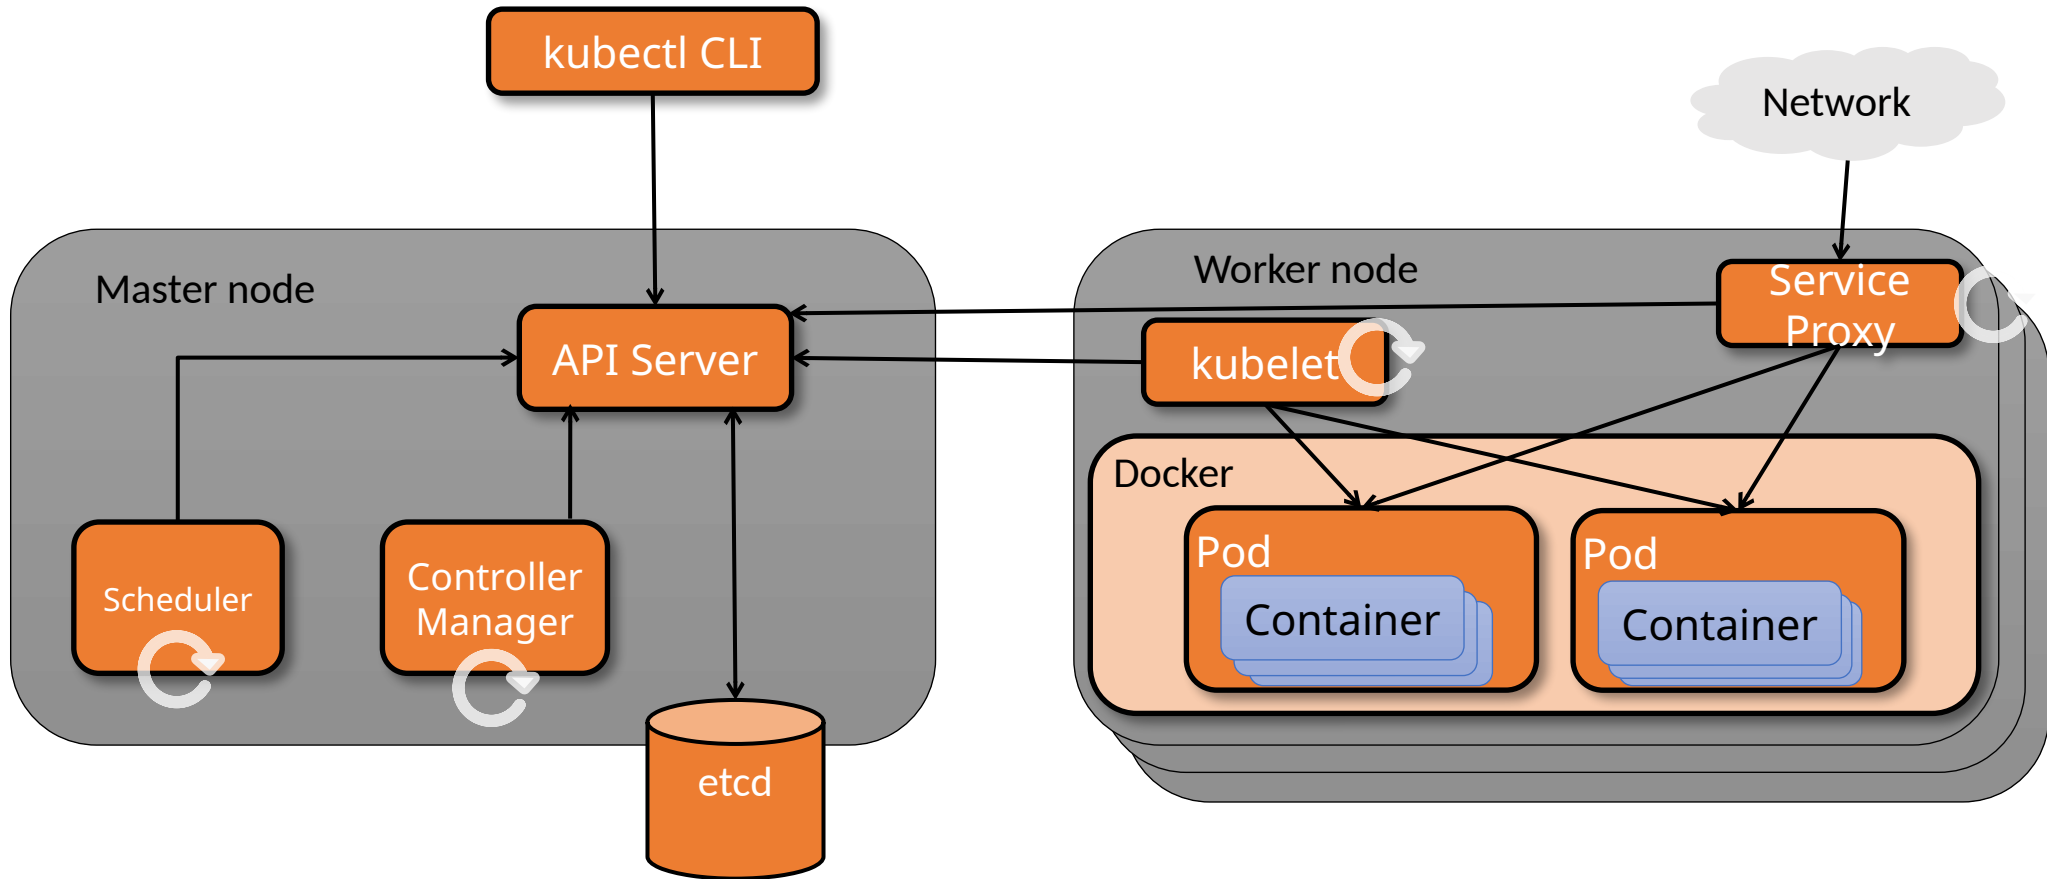 kubectl CLI
Network
Master node
API Server
Scheduler
Controller
Manager
etcd
Worker node
Service
Proxy
kubelet
Docker
Pod
Container
Pod
Container